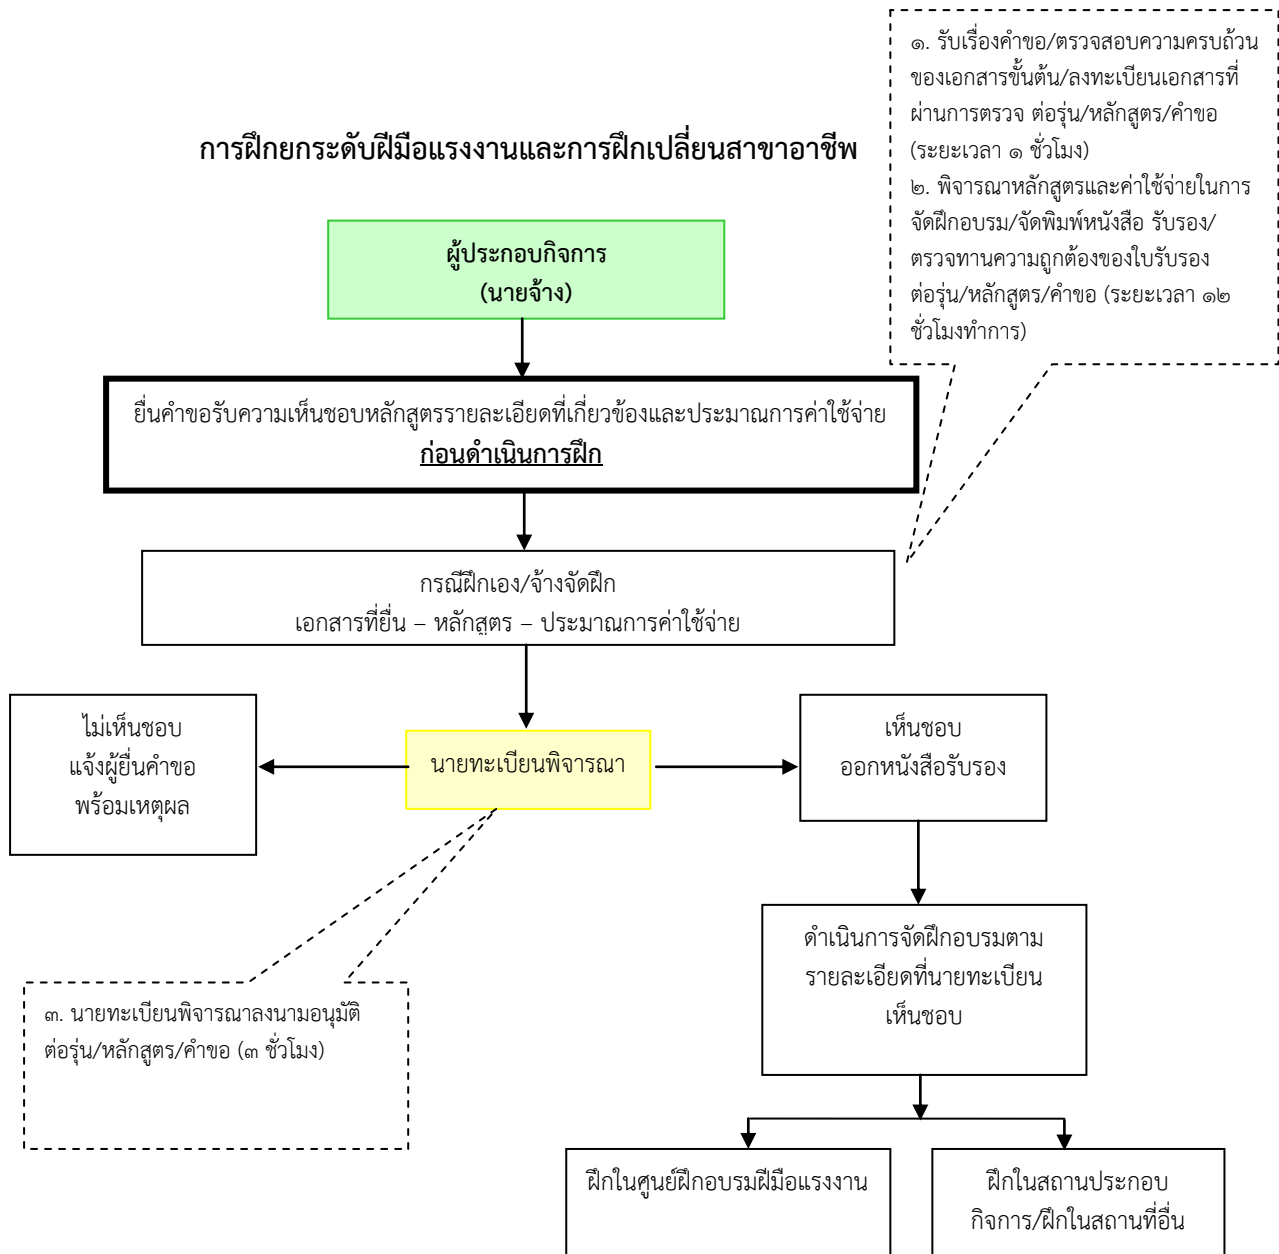 ๑. รับเรื่องคำขอ/ตรวจสอบความครบถ้วน
ของเอกสารขั้นต้น/ลงทะเบียนเอกสารที่
ผ่านการตรวจ ต่อรุ่น/หลักสูตร/คำขอ
(ระยะเวลา ๑ ชั่วโมง)
๒. พิจารณาหลักสูตรและค่าใช้จ่ายในการ
จัดฝึกอบรม/จัดพิมพ์หนังสือ รับรอง/
ตรวจทานความถูกต้องของใบรับรอง
ต่อรุ่น/หลักสูตร/คำขอ (ระยะเวลา ๑๒
ชั่วโมงทำการ)
การฝึกยกระดับฝีมือแรงงานและการฝึกเปลี่ยนสาขาอาชีพ
ผู้ประกอบกิจการ
(นายจ้าง)
ยื่นคำขอรับความเห็นชอบหลักสูตรรายละเอียดที่เกี่ยวข้องและประมาณการค่าใช้จ่าย
ก่อนดำเนินการฝึก
กรณีฝึกเอง/จ้างจัดฝึก
เอกสารที่ยื่น – หลักสูตร – ประมาณการค่าใช้จ่าย
ไม่เห็นชอบ
แจ้งผู้ยื่นคำขอ
พร้อมเหตุผล
นายทะเบียนพิจารณา
เห็นชอบ
ออกหนังสือรับรอง
ดำเนินการจัดฝึกอบรมตาม
รายละเอียดที่นายทะเบียน
เห็นชอบ
๓. นายทะเบียนพิจารณาลงนามอนุมัติ
ต่อรุ่น/หลักสูตร/คำขอ (๓ ชั่วโมง)
ฝึกในศูนย์ฝึกอบรมฝีมือแรงงาน
ฝึกในสถานประกอบ
กิจการ/ฝึกในสถานที่อื่น